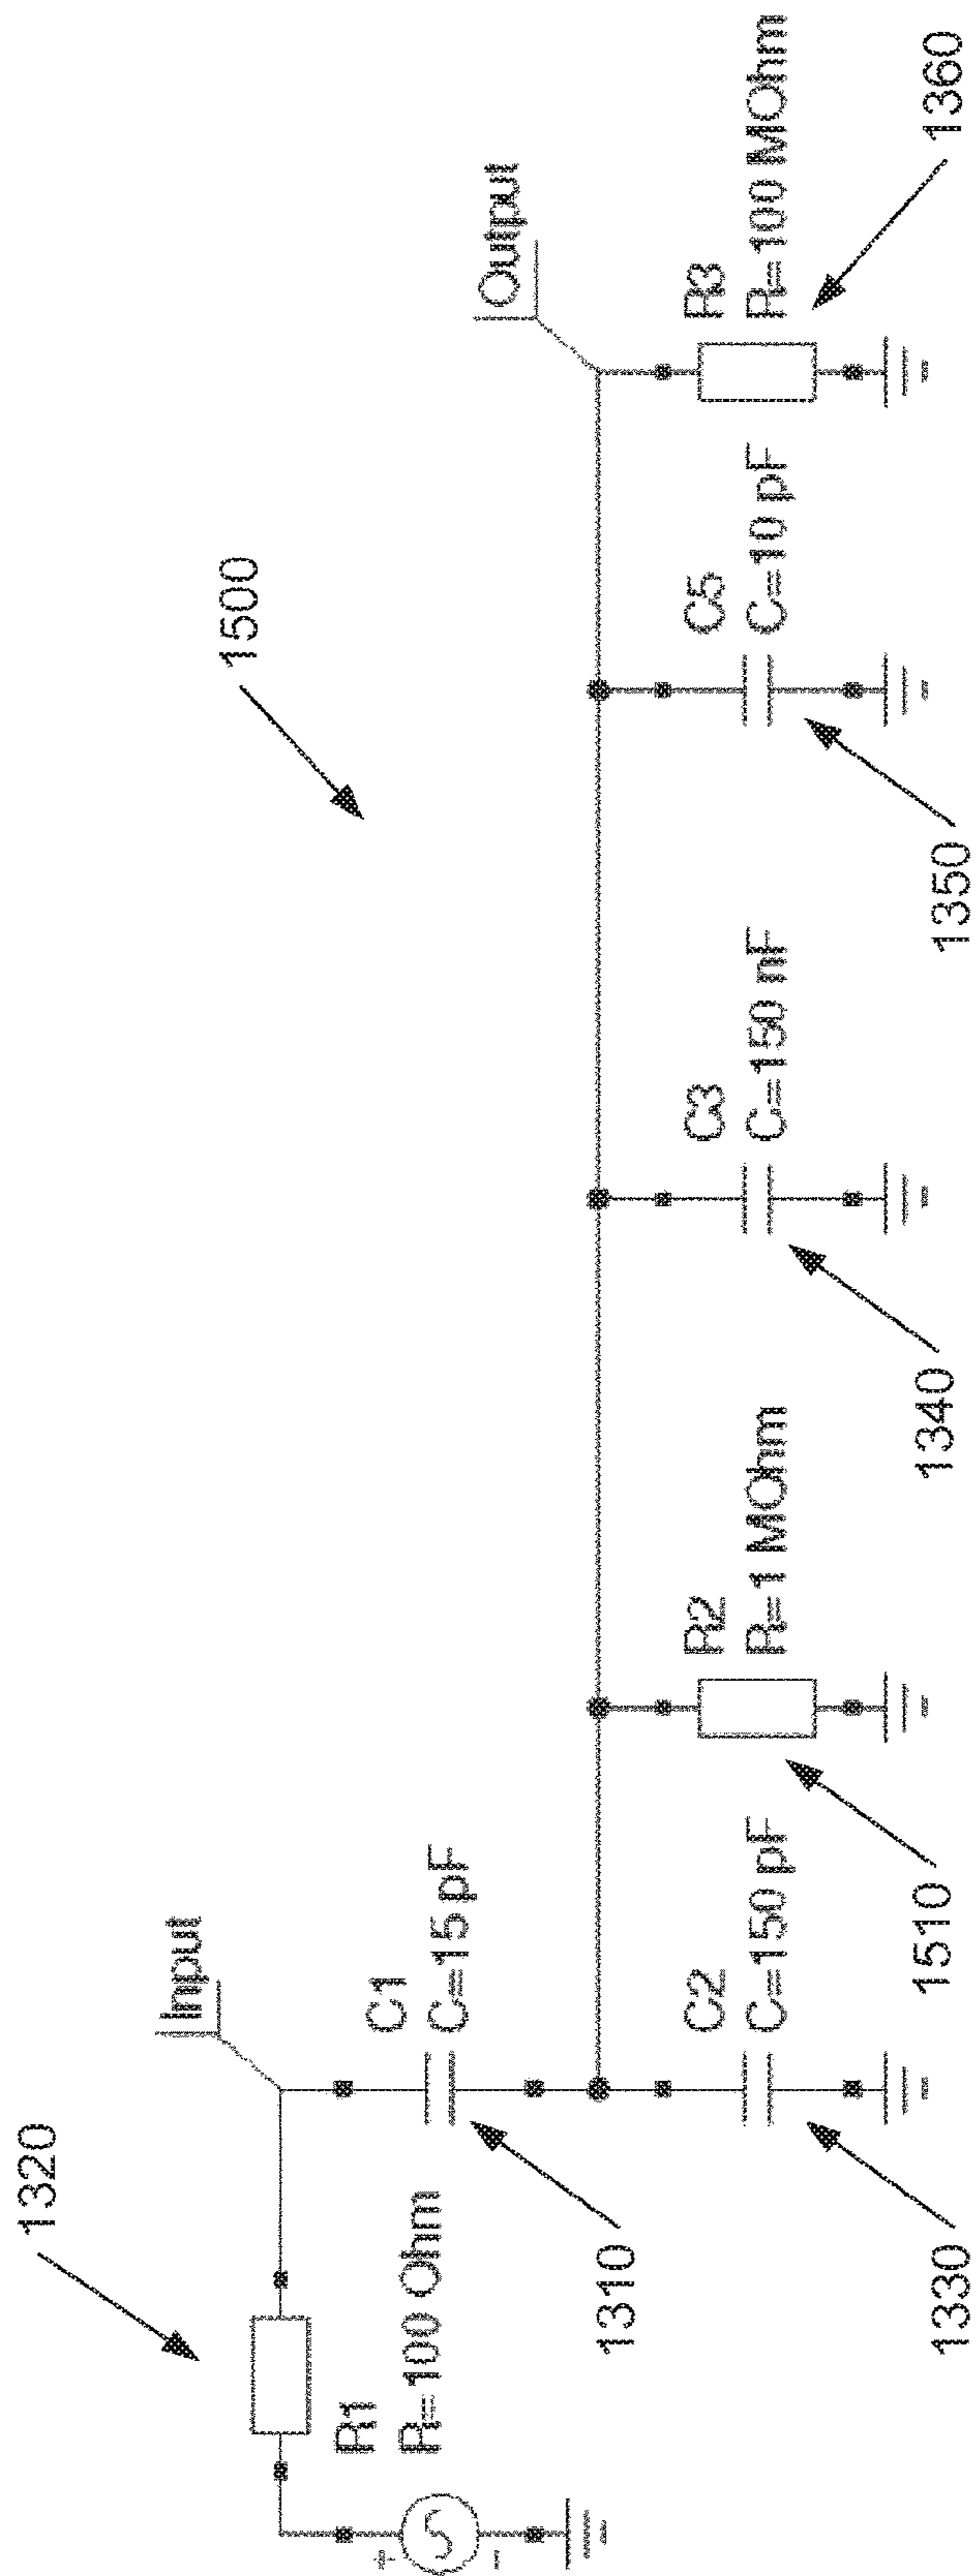 1320
R1
R=100 Ohm
+
-
Input
C1
C=15 pF
1310
C2
C=150 pF
1330
R2
R=1 MOhm
1510
C3
C=150 nF
1340
1500
C5
C=10 pF
1350
Output
R3
R=100 MOhm
1360